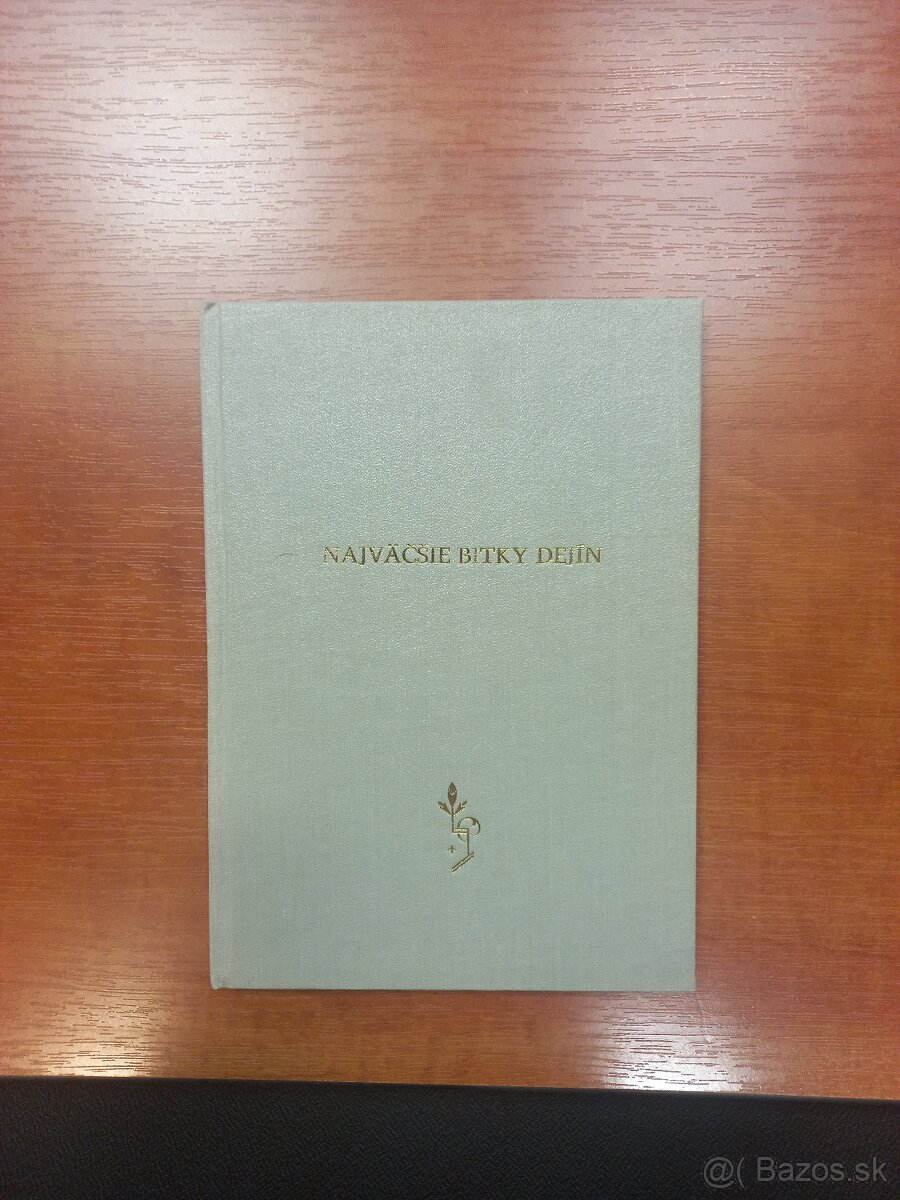 NAJVÄČŠIE BITKY DEJÍN
@( Bazos.sk